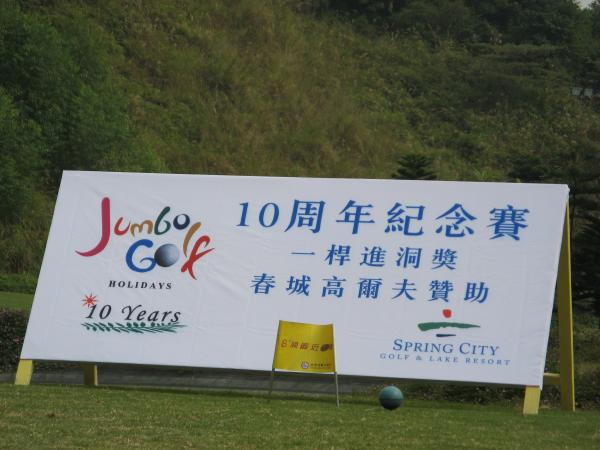 Jumbo
Golf
HOLIDAYS
10 Years
10周年紀念賽
一桿進洞獎
春城高爾夫贊助
SPRING CITY
GOLF & LAKE RESORT